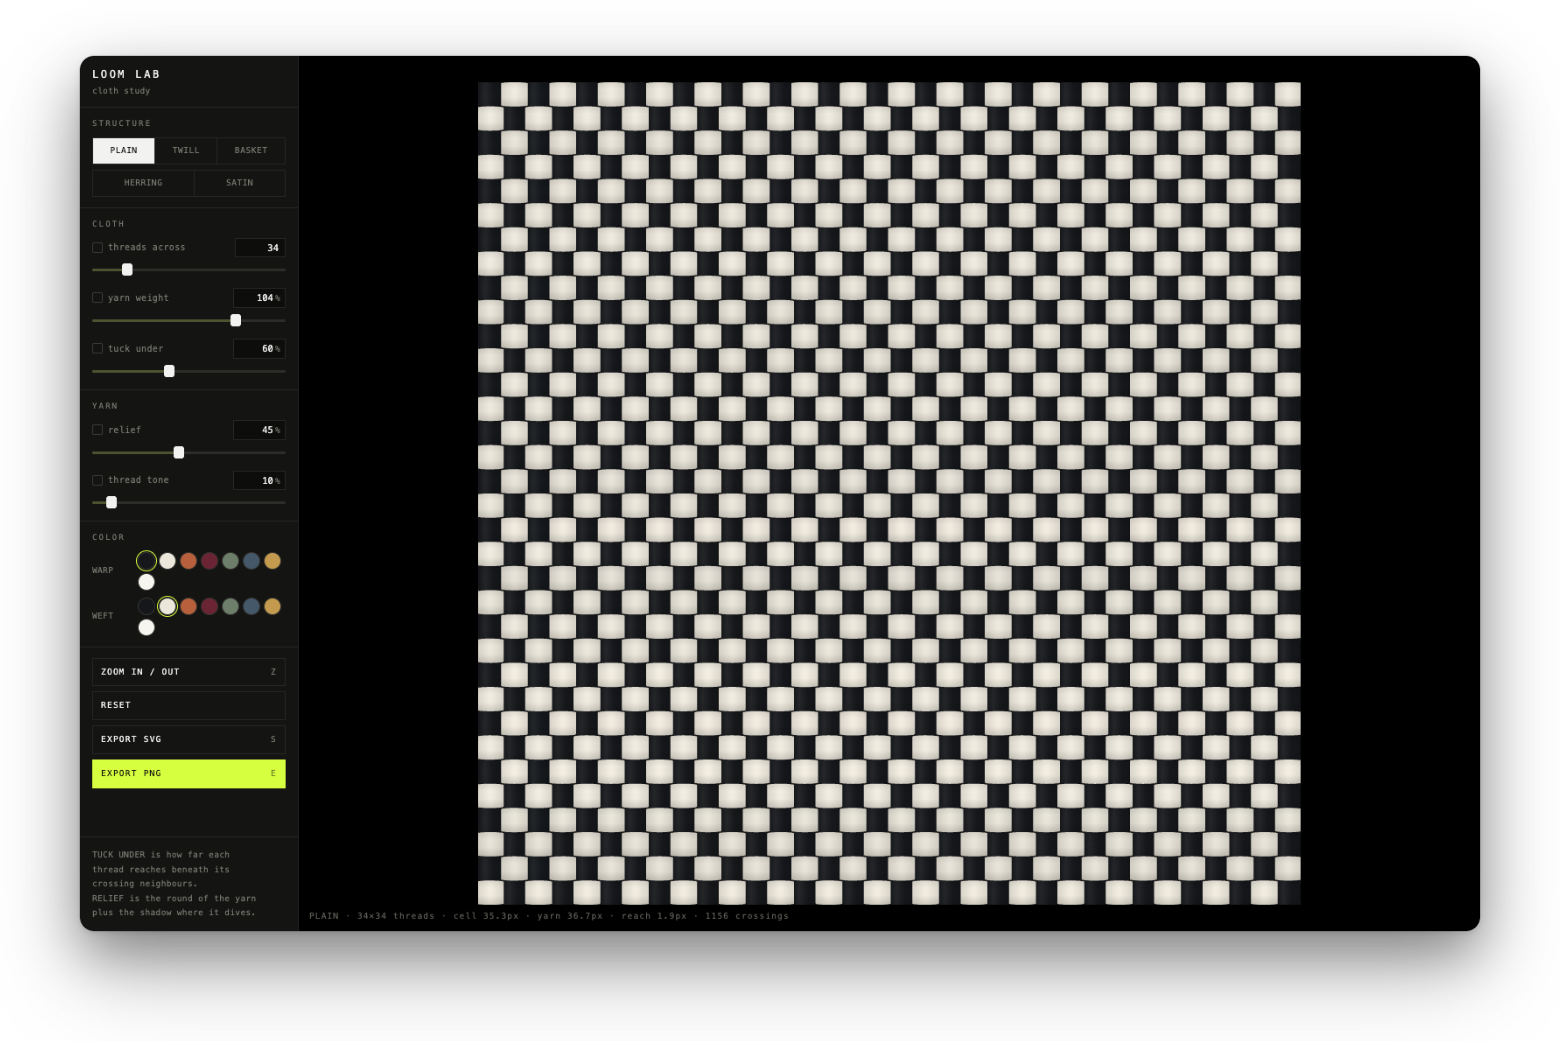 LOOM LAB
cloth study
STRUCTURE
PLAIN TWILL BASKET
HERRING SATIN
CLOTH
threads across 34
yarn weight 104%
tuck under 60%
YARN
relief 45%
thread tone 10%
COLOR
WARP
WEFT
ZOOM IN / OUT Z
RESET
EXPORT SVG S
EXPORT PNG E
TUCK UNDER is how far each
thread reaches beneath its
crossing neighbours.
RELIEF is the round of the yarn
plus the shadow where it dives.
PLAIN · 34×34 threads · cell 35.3px · yarn 36.7px · reach 1.9px · 1156 crossings